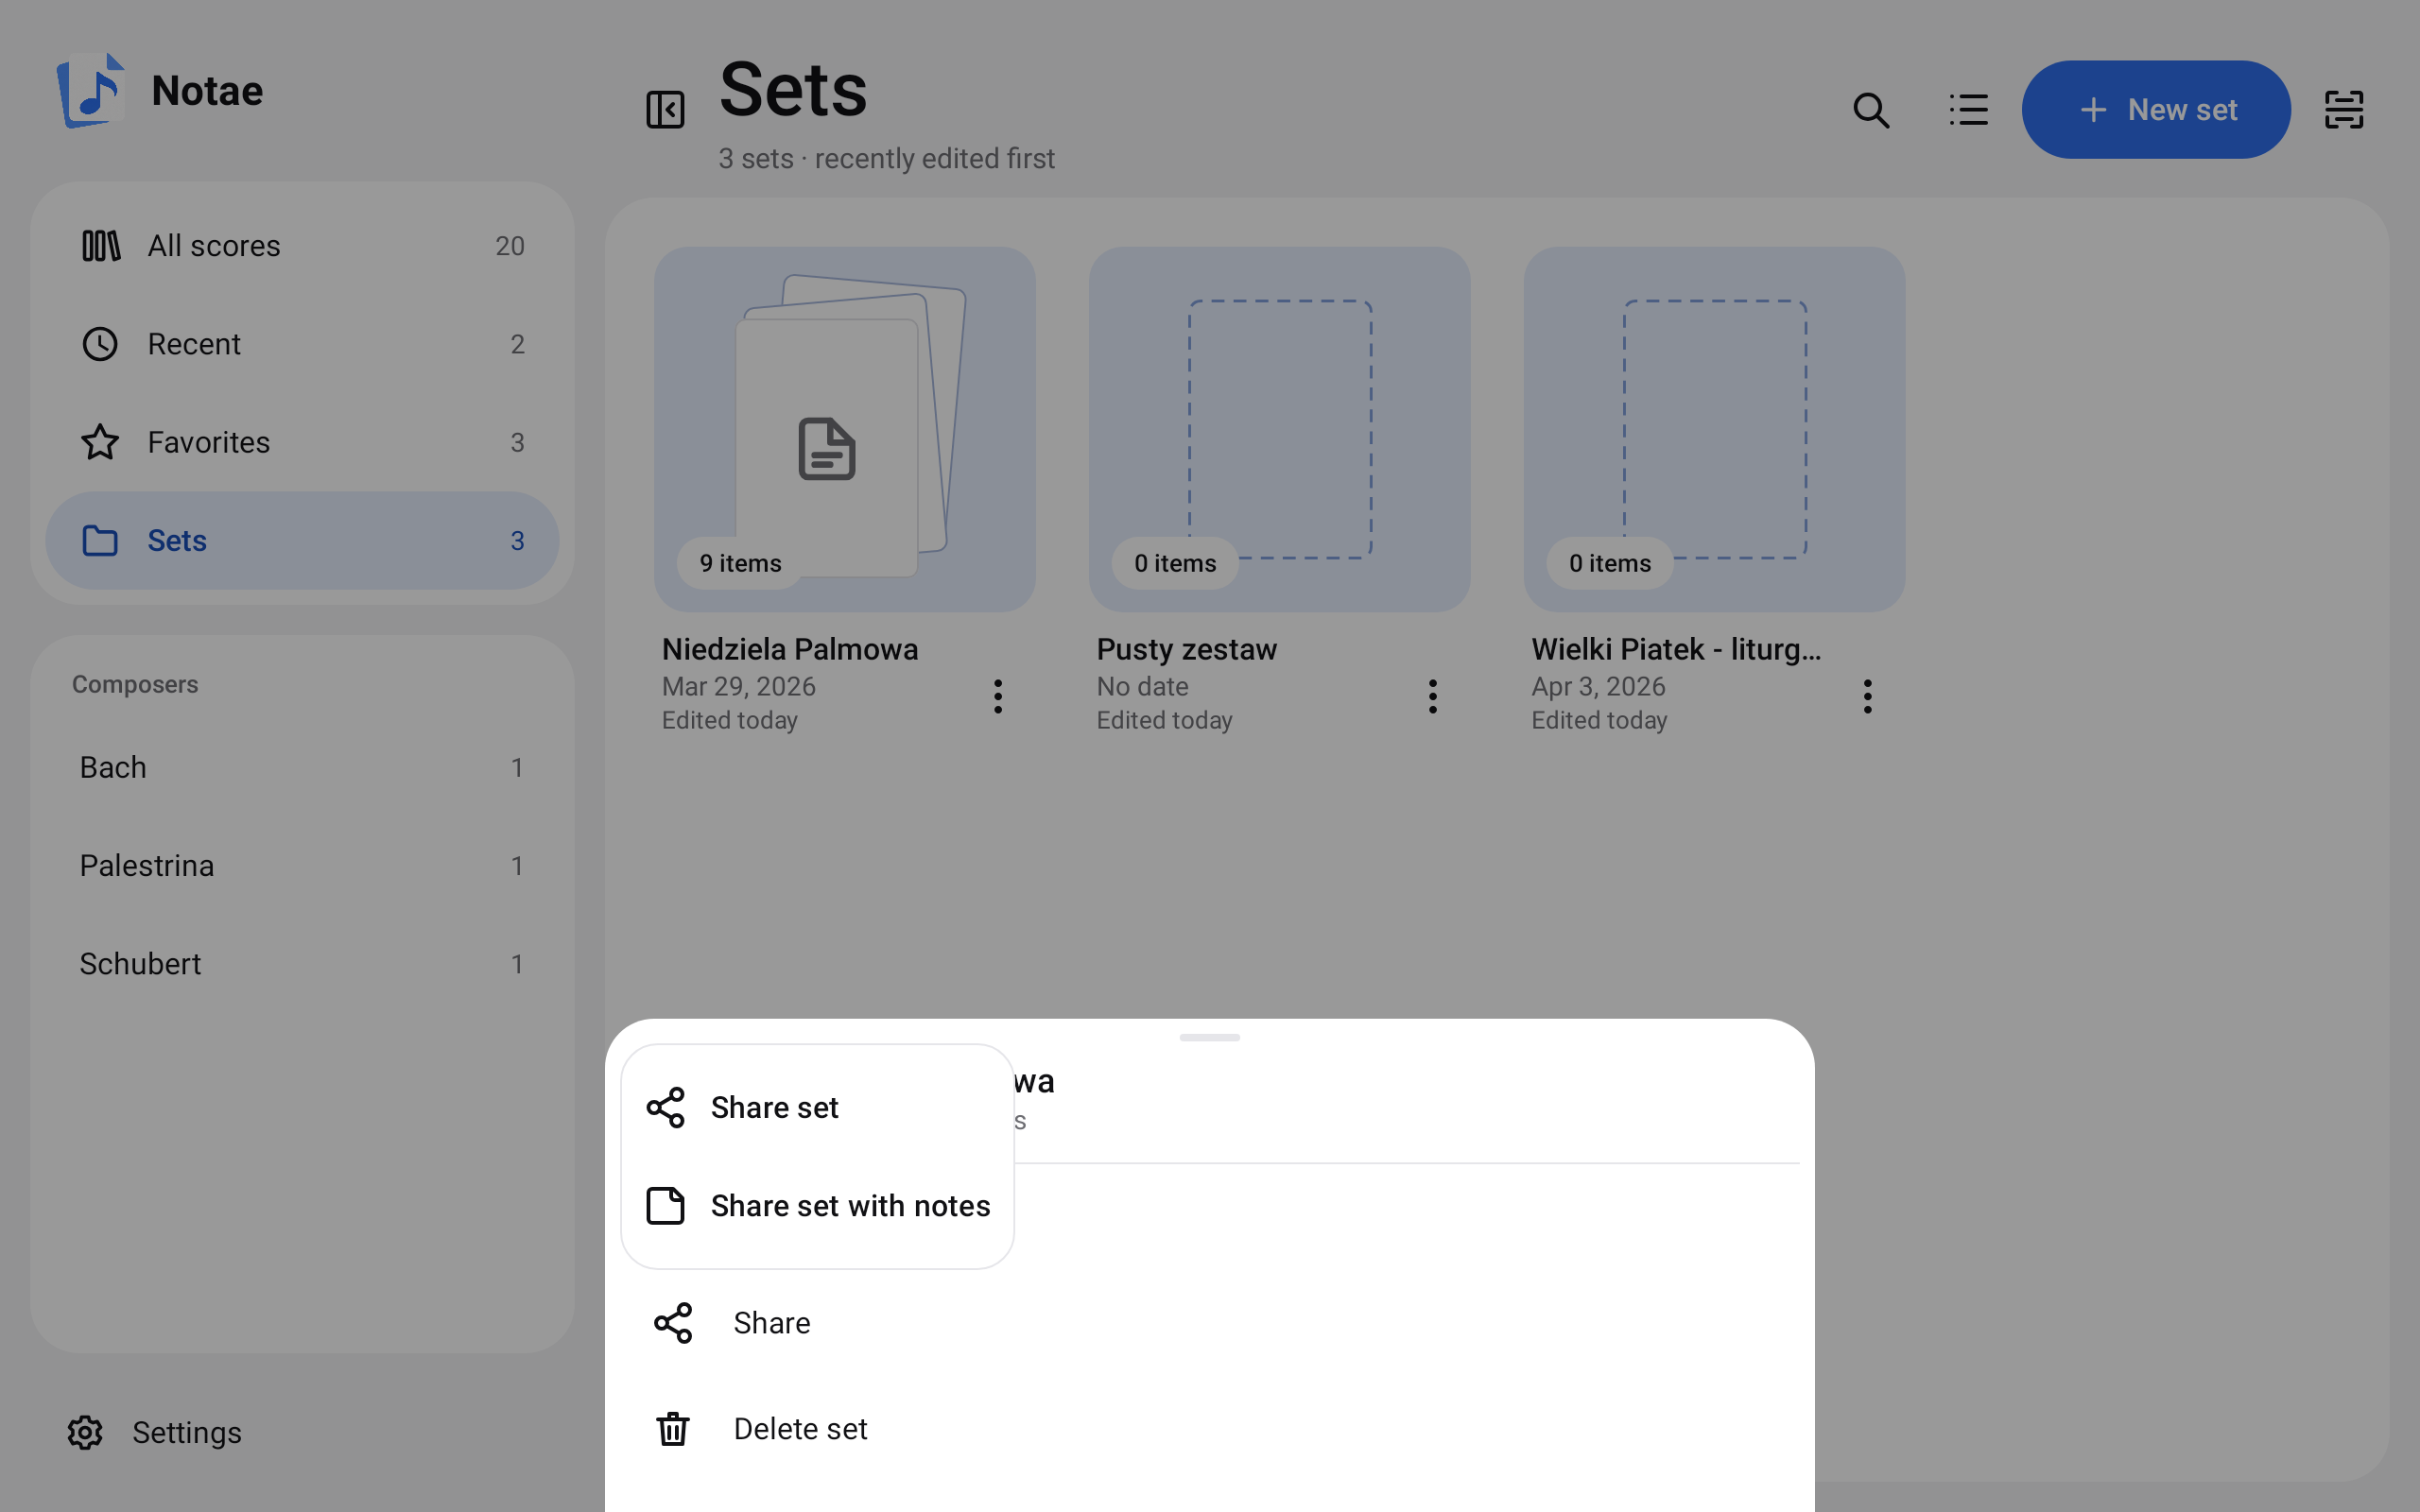 Notae
All scores 20
Recent 2
Favorites 3
Sets 3
Composers
Bach 1
Palestrina 1
Schubert 1
Settings
Sets
3 sets · recently edited first
New set
9 items
Niedziela Palmowa
Mar 29, 2026
Edited today
0 items
Pusty zestaw
No date
Edited today
0 items
Wielki Piatek - liturg...
Apr 3, 2026
Edited today
wa
s
Share set
Share set with notes
Share
Delete set